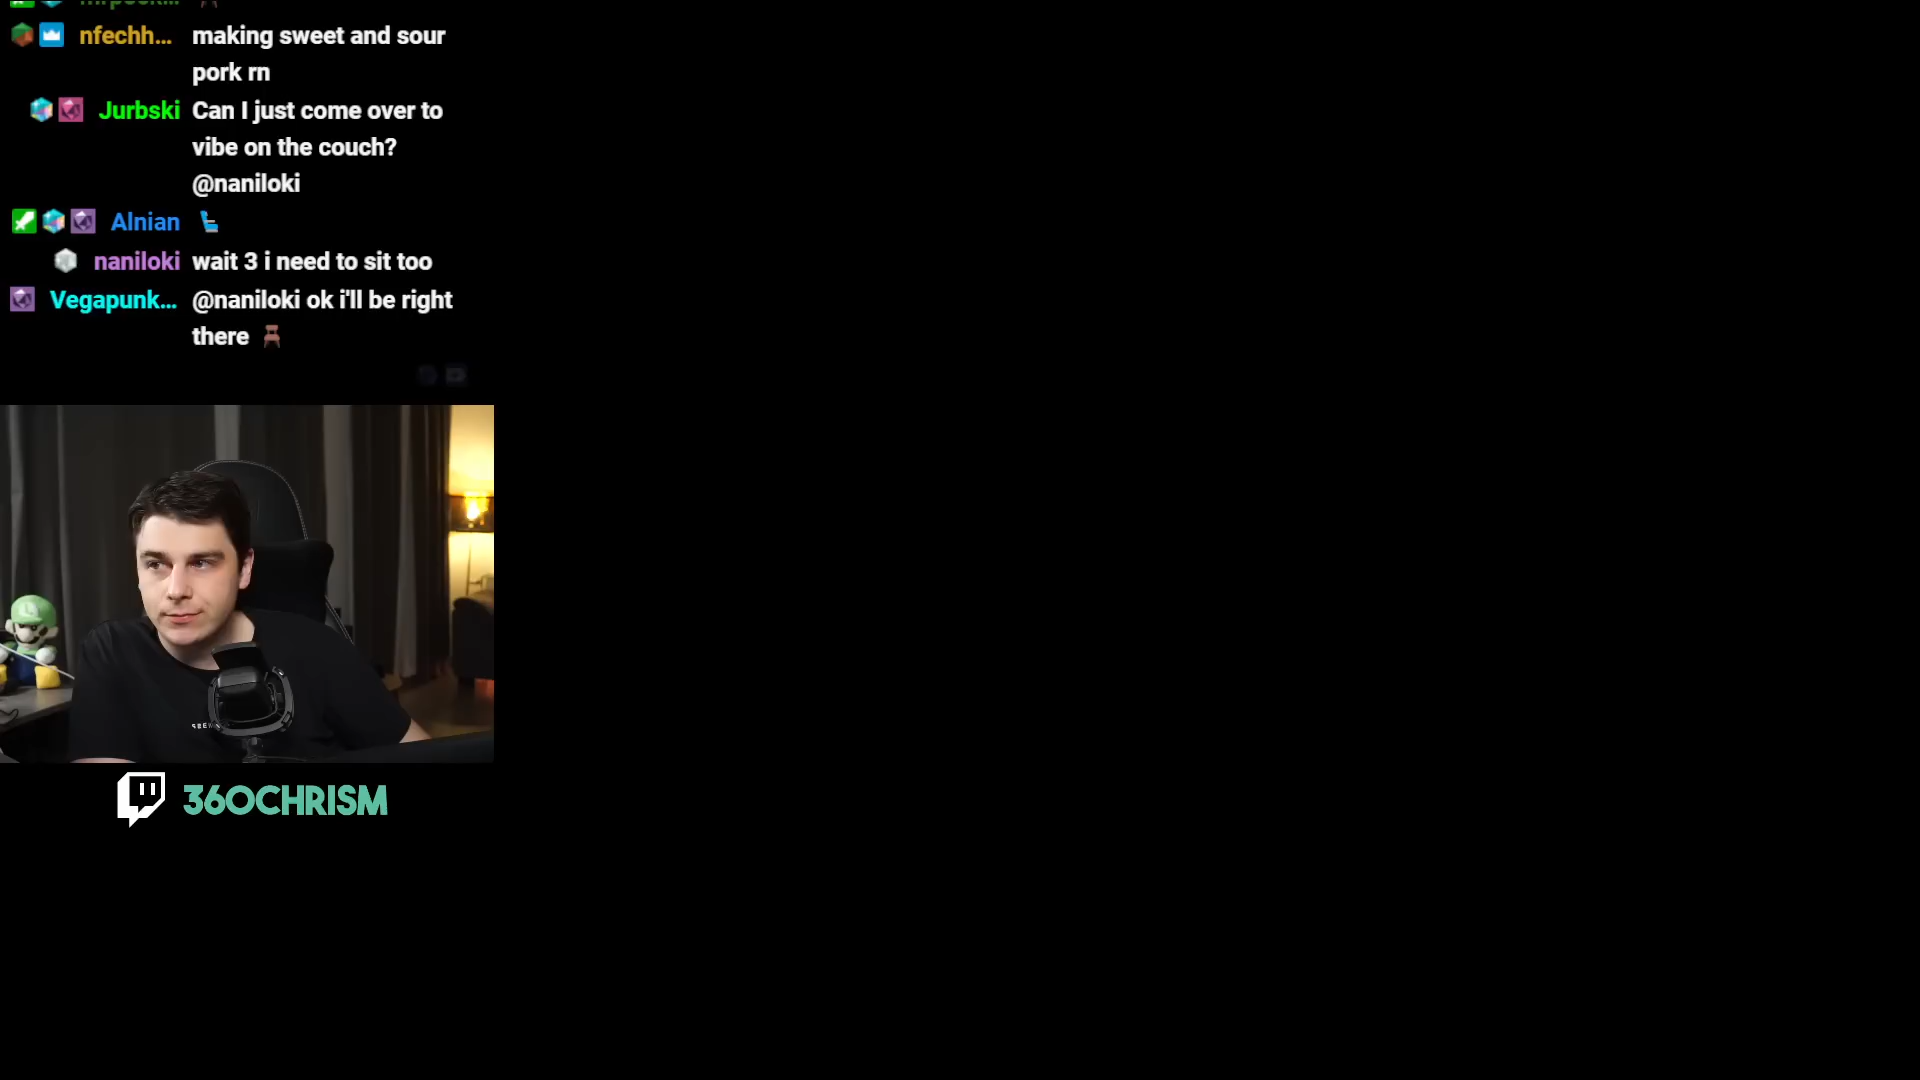 nfechh... making sweet and sour
pork rn
Jurbski Can I just come over to
vibe on the couch?
@naniloki
Alnian
naniloki wait 3 i need to sit too
Vegapunk... @naniloki ok i'll be right
there
360CHRISM